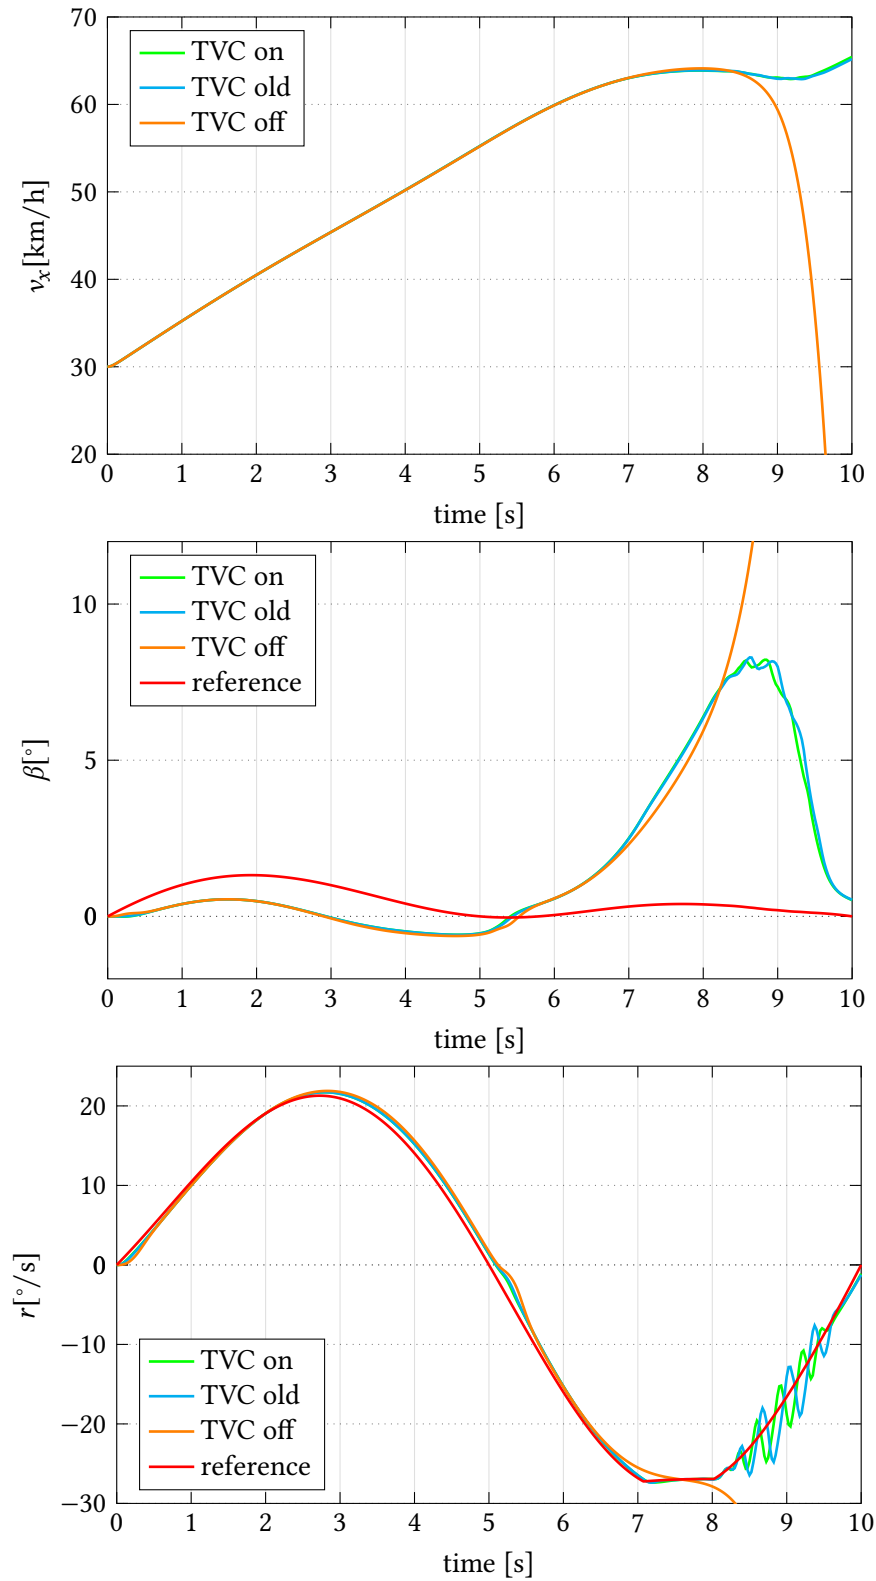 70
60
50
40
30
20
v_x[km/h]
TVC on
TVC old
TVC off
0 1 2 3 4 5 6 7 8 9 10
time [s]
10
5
0
β[°]
TVC on
TVC old
TVC off
reference
0 1 2 3 4 5 6 7 8 9 10
time [s]
20
10
0
−10
−20
−30
r[°/s]
TVC on
TVC old
TVC off
reference
0 1 2 3 4 5 6 7 8 9 10
time [s]